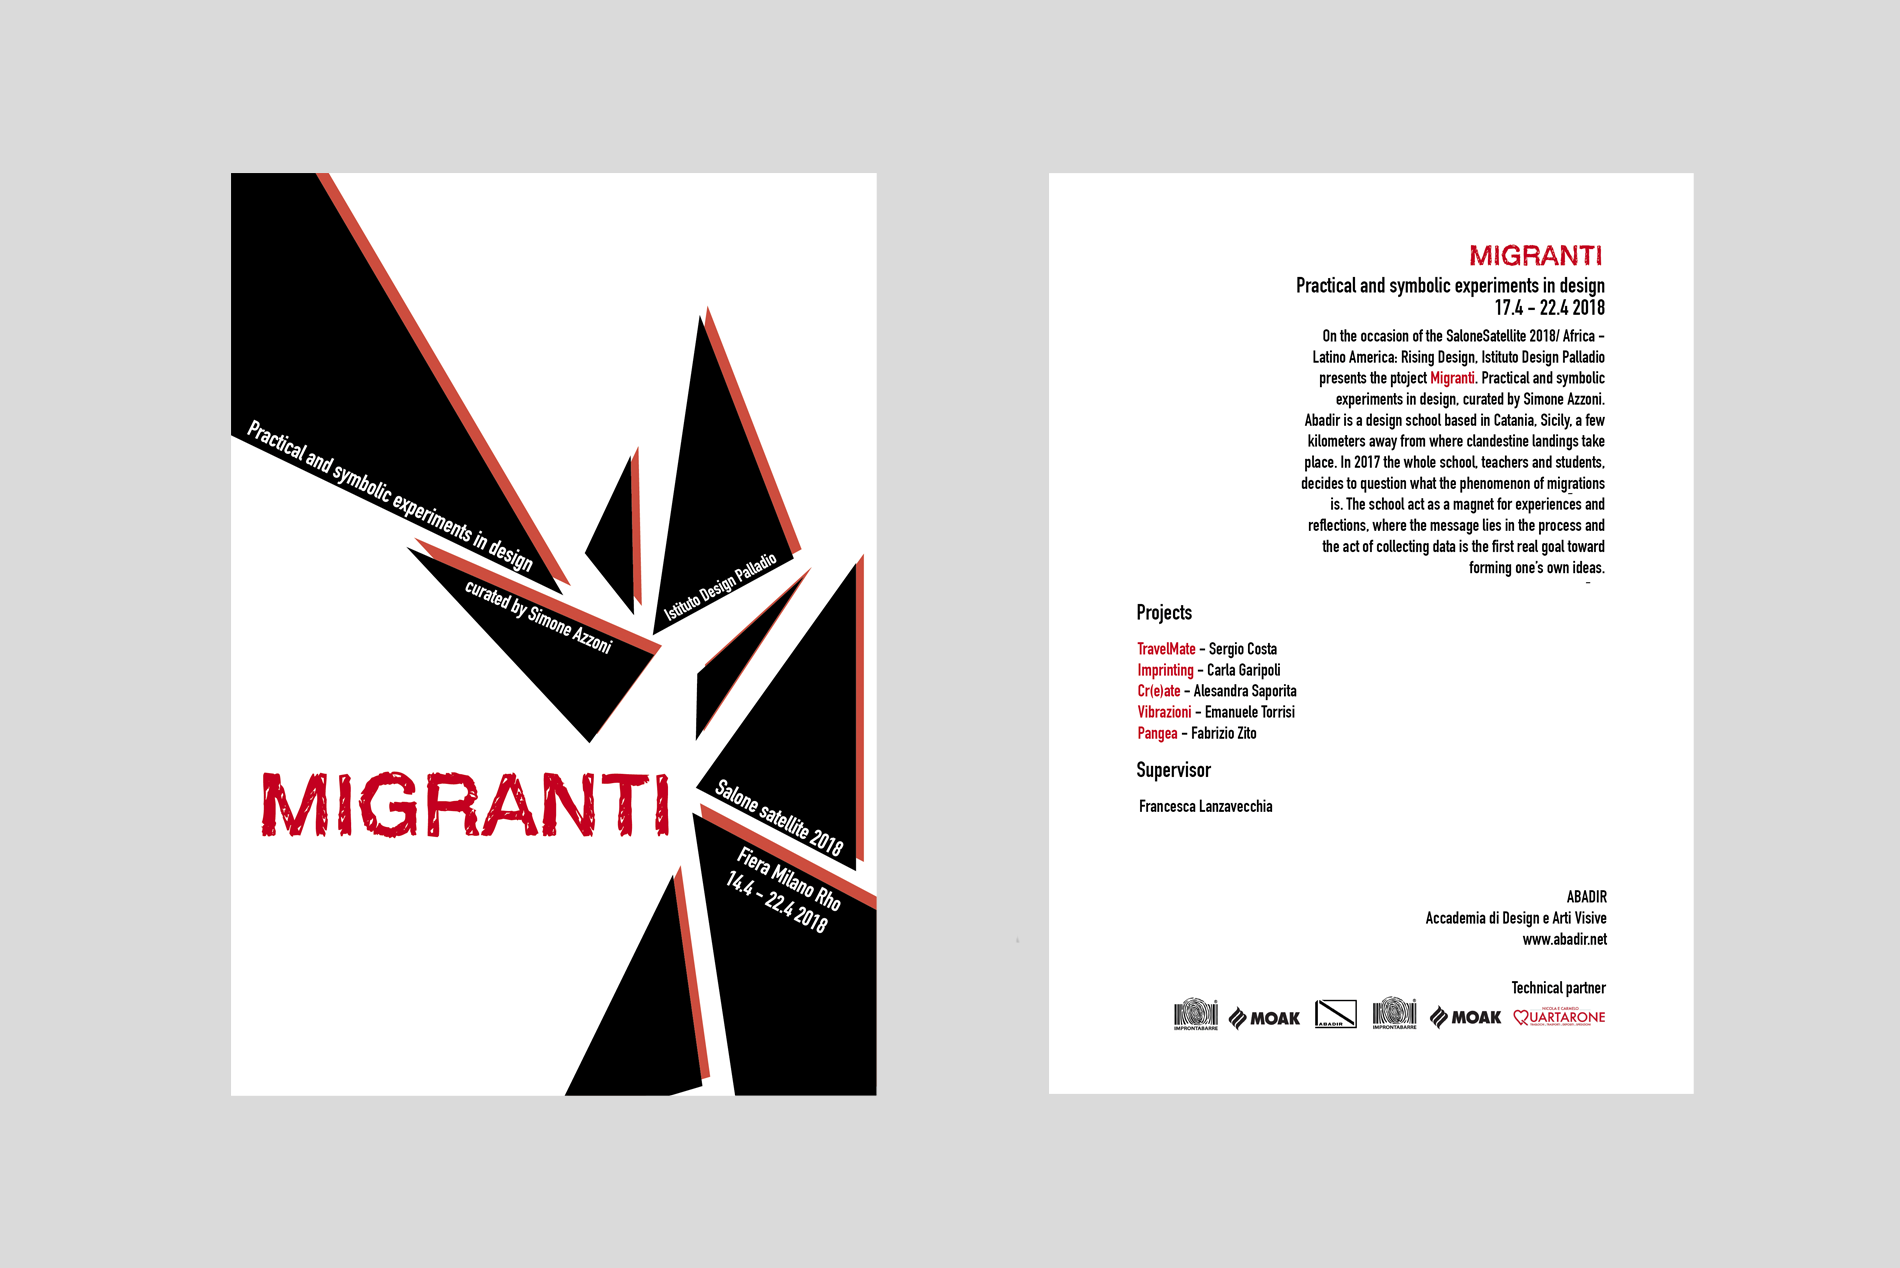 Practical and symbolic experiments in design
curated by Simone Azzoni
Istituto Design Palladio
MIGRANTI
Salone satellite 2018
Fiera Milano Rho
14.4 - 22.4 2018
MIGRANTI
Practical and symbolic experiments in design
17.4 - 22.4 2018
On the occasion of the SaloneSatellite 2018/ Africa -
Latino America: Rising Design, Istituto Design Palladio
presents the ptoject Migranti. Practical and symbolic
experiments in design, curated by Simone Azzoni.
Abadir is a design school based in Catania, Sicily, a few
kilometers away from where clandestine landings take
place. In 2017 the whole school, teachers and students,
decides to question what the phenomenon of migrations
is. The school act as a magnet for experiences and
reflections, where the message lies in the process and
the act of collecting data is the first real goal toward
forming one's own ideas.
Projects
TravelMate - Sergio Costa
Imprinting - Carla Garipoli
Cr(e)ate - Alesandra Saporita
Vibrazioni - Emanuele Torrisi
Pangea - Fabrizio Zito
Supervisor
Francesca Lanzavecchia
ABADIR
Accademia di Design e Arti Visive
www.abadir.net
Technical partner
IMPRONTABARRE
MOAK
ABADIR
IMPRONTABARRE
MOAK
QUARTARONE